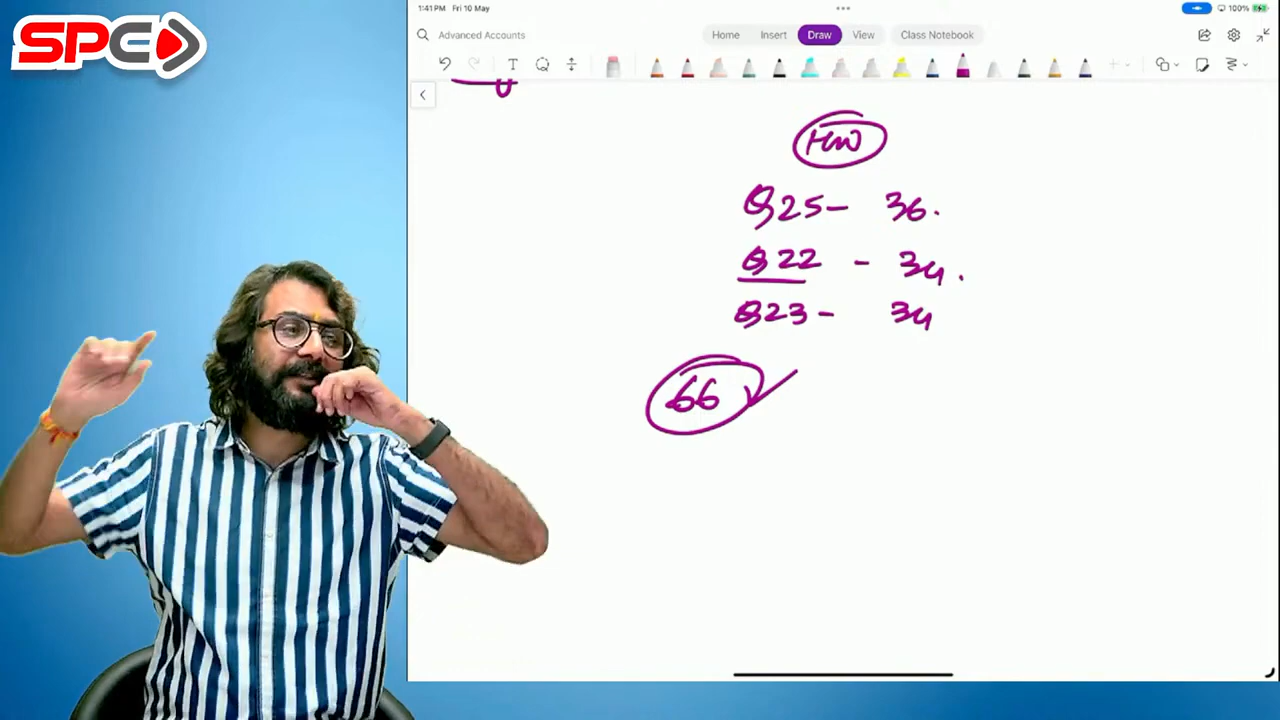 SPC
1:41 PM Fri 10 May
100%
Advanced Accounts
Home Insert Draw View Class Notebook
HW
Q25 - 36.
Q22 - 34.
Q23 - 34
66